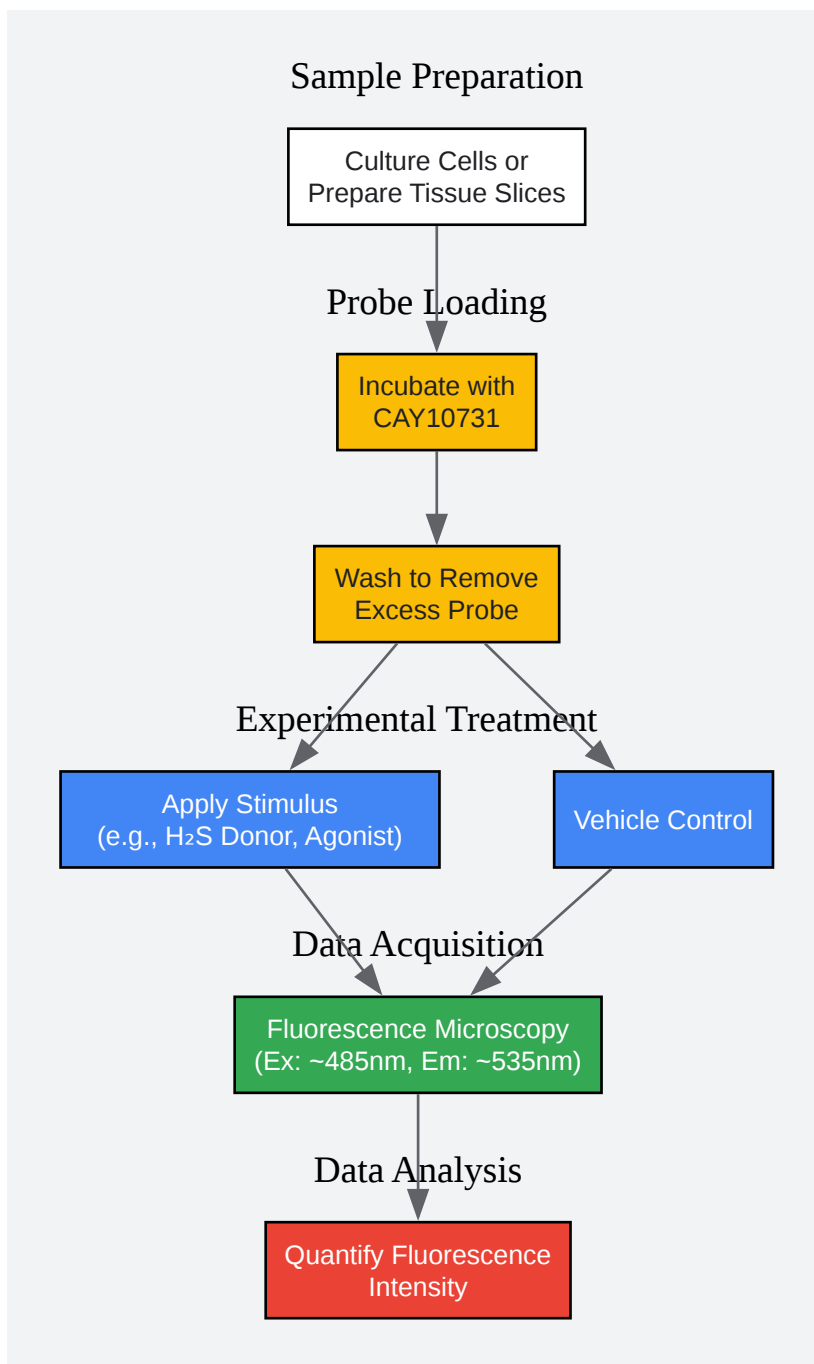 Sample Preparation
Culture Cells or
Prepare Tissue Slices
Probe Loading
Incubate with
CAY10731
Wash to Remove
Excess Probe
Experimental Treatment
Apply Stimulus
(e.g., H₂S Donor, Agonist)
Vehicle Control
Data Acquisition
Fluorescence Microscopy
(Ex: ~485nm, Em: ~535nm)
Data Analysis
Quantify Fluorescence
Intensity